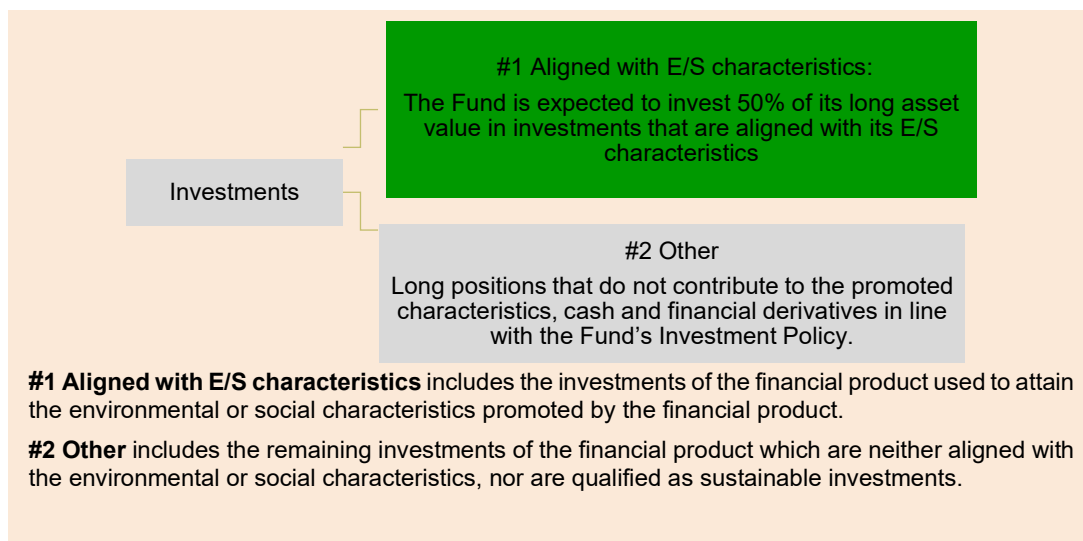 #1 Aligned with E/S characteristics:
The Fund is expected to invest 50% of its long asset
value in investments that are aligned with its E/S
characteristics
Investments
#2 Other
Long positions that do not contribute to the promoted
characteristics, cash and financial derivatives in line
with the Fund’s Investment Policy.
#1 Aligned with E/S characteristics includes the investments of the financial product used to attain
the environmental or social characteristics promoted by the financial product.
#2 Other includes the remaining investments of the financial product which are neither aligned with
the environmental or social characteristics, nor are qualified as sustainable investments.